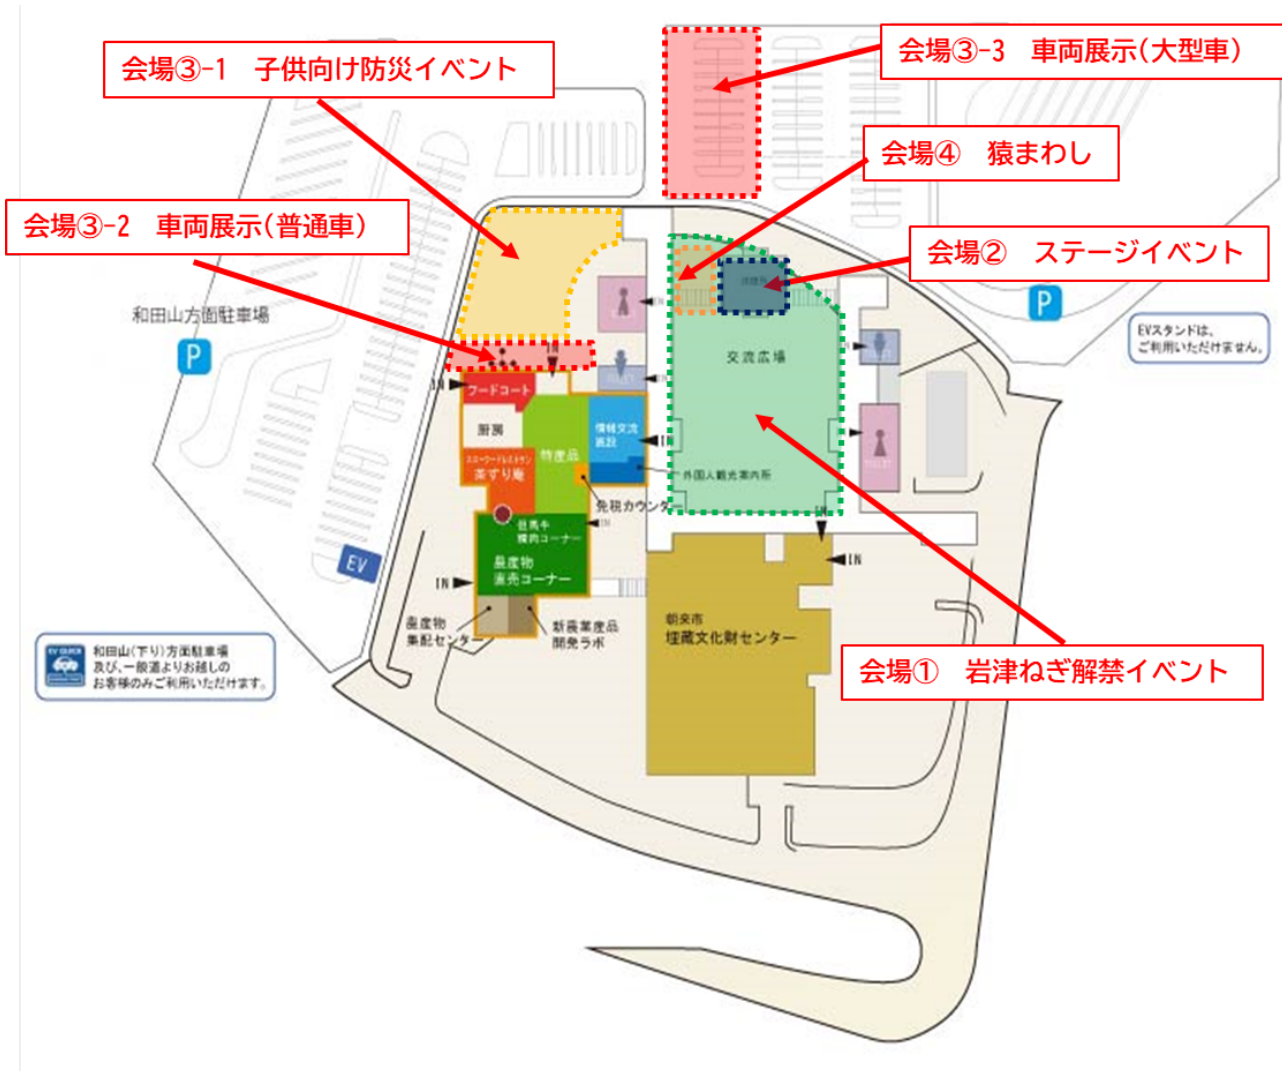 会場③-1　子供向け防災イベント
会場③-3　車両展示(大型車)
会場④　猿まわし
会場③-2　車両展示(普通車)
会場②　ステージイベント
和田山方面駐車場
P
P
EVスタンドは、
ご利用いただけません。
IN
IN
IN
IN
交流広場
フードコート
厨房
特産品
情報交流
施設
IN
茶すり庵
外国人観光案内所
免税カウンター
IN
但馬牛
精肉コーナー
IN
農産物
直売コーナー
IN
IN
EV
IN
農産物
集配センター
新農業産品
開発ラボ
朝来市
埋蔵文化財センター
和田山(下り)方面駐車場
及び、一般道よりお越しの
お客様のみご利用いただけます。
会場①　岩津ねぎ解禁イベント